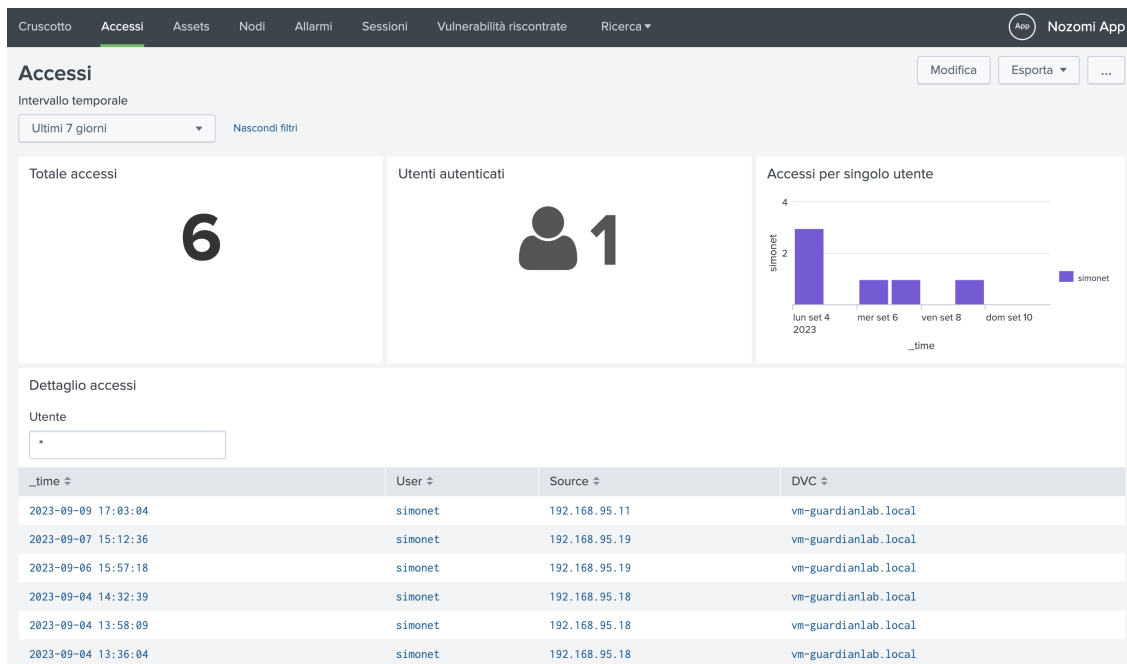 Cruscotto Accessi Assets Nodi Allarmi Sessioni Vulnerabilità riscontrate Ricerca App Nozomi App
Accessi
Modifica Esporta ...
Intervallo temporale
Ultimi 7 giorni Nascondi filtri
Totale accessi
6
Utenti autenticati
1
Accessi per singolo utente
4
2
simonet
simonet
lun set 4 mer set 6 ven set 8 dom set 10
2023
_time
Dettaglio accessi
Utente
*
_time User Source DVC
2023-09-09 17:03:04 simonet 192.168.95.11 vm-guardianlab.local
2023-09-07 15:12:36 simonet 192.168.95.19 vm-guardianlab.local
2023-09-06 15:57:18 simonet 192.168.95.19 vm-guardianlab.local
2023-09-04 14:32:39 simonet 192.168.95.18 vm-guardianlab.local
2023-09-04 13:58:09 simonet 192.168.95.18 vm-guardianlab.local
2023-09-04 13:36:04 simonet 192.168.95.18 vm-guardianlab.local